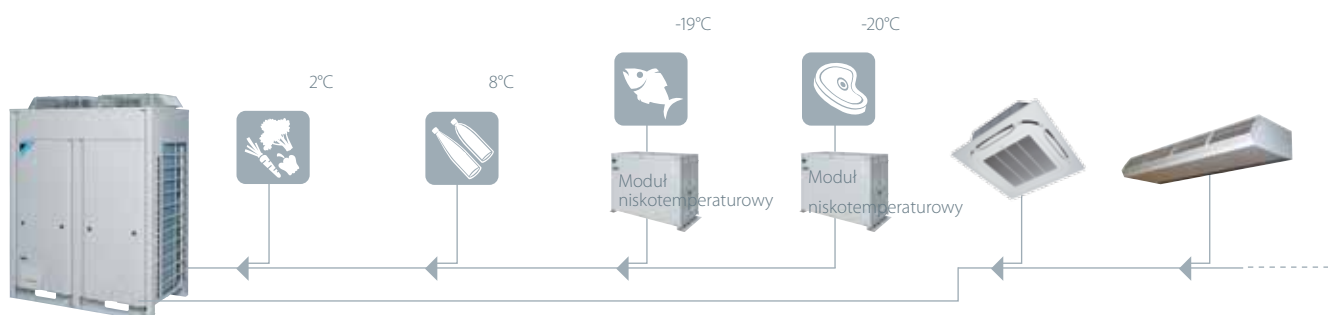 -19°C
-20°C
2°C
8°C
Moduł
niskotemperaturowy
Moduł
niskotemperaturowy